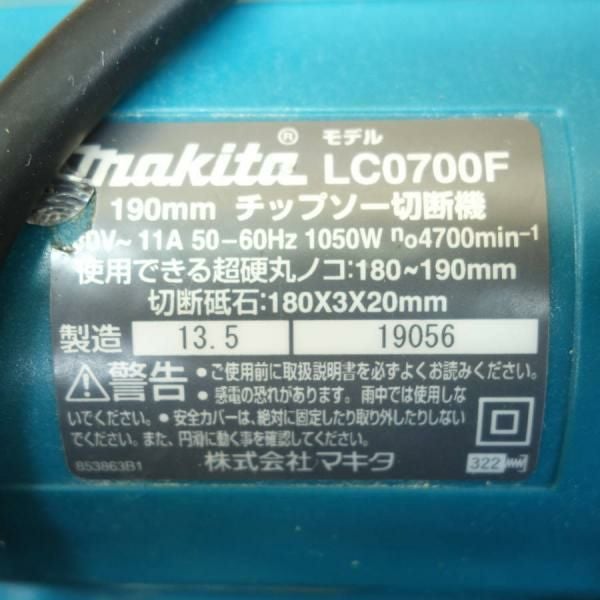 ® モデル
makita LC0700F
190mm チップソー切断機
0V~ 11A 50-60Hz 1050W n₀4700min⁻¹
使用できる超硬丸ノコ:180~190mm
切断砥石:180X3X20mm
製造 13.5 19056
警告 ●ご使用前に取扱説明書を必ずよくお読みください。
●感電の恐れがあります。雨中では使用しな
いでください。●安全カバーは、絶対に固定したり取り外したりしない
でください。また、円滑に動く事を確認してください。
853863B1 株式会社マキタ 322